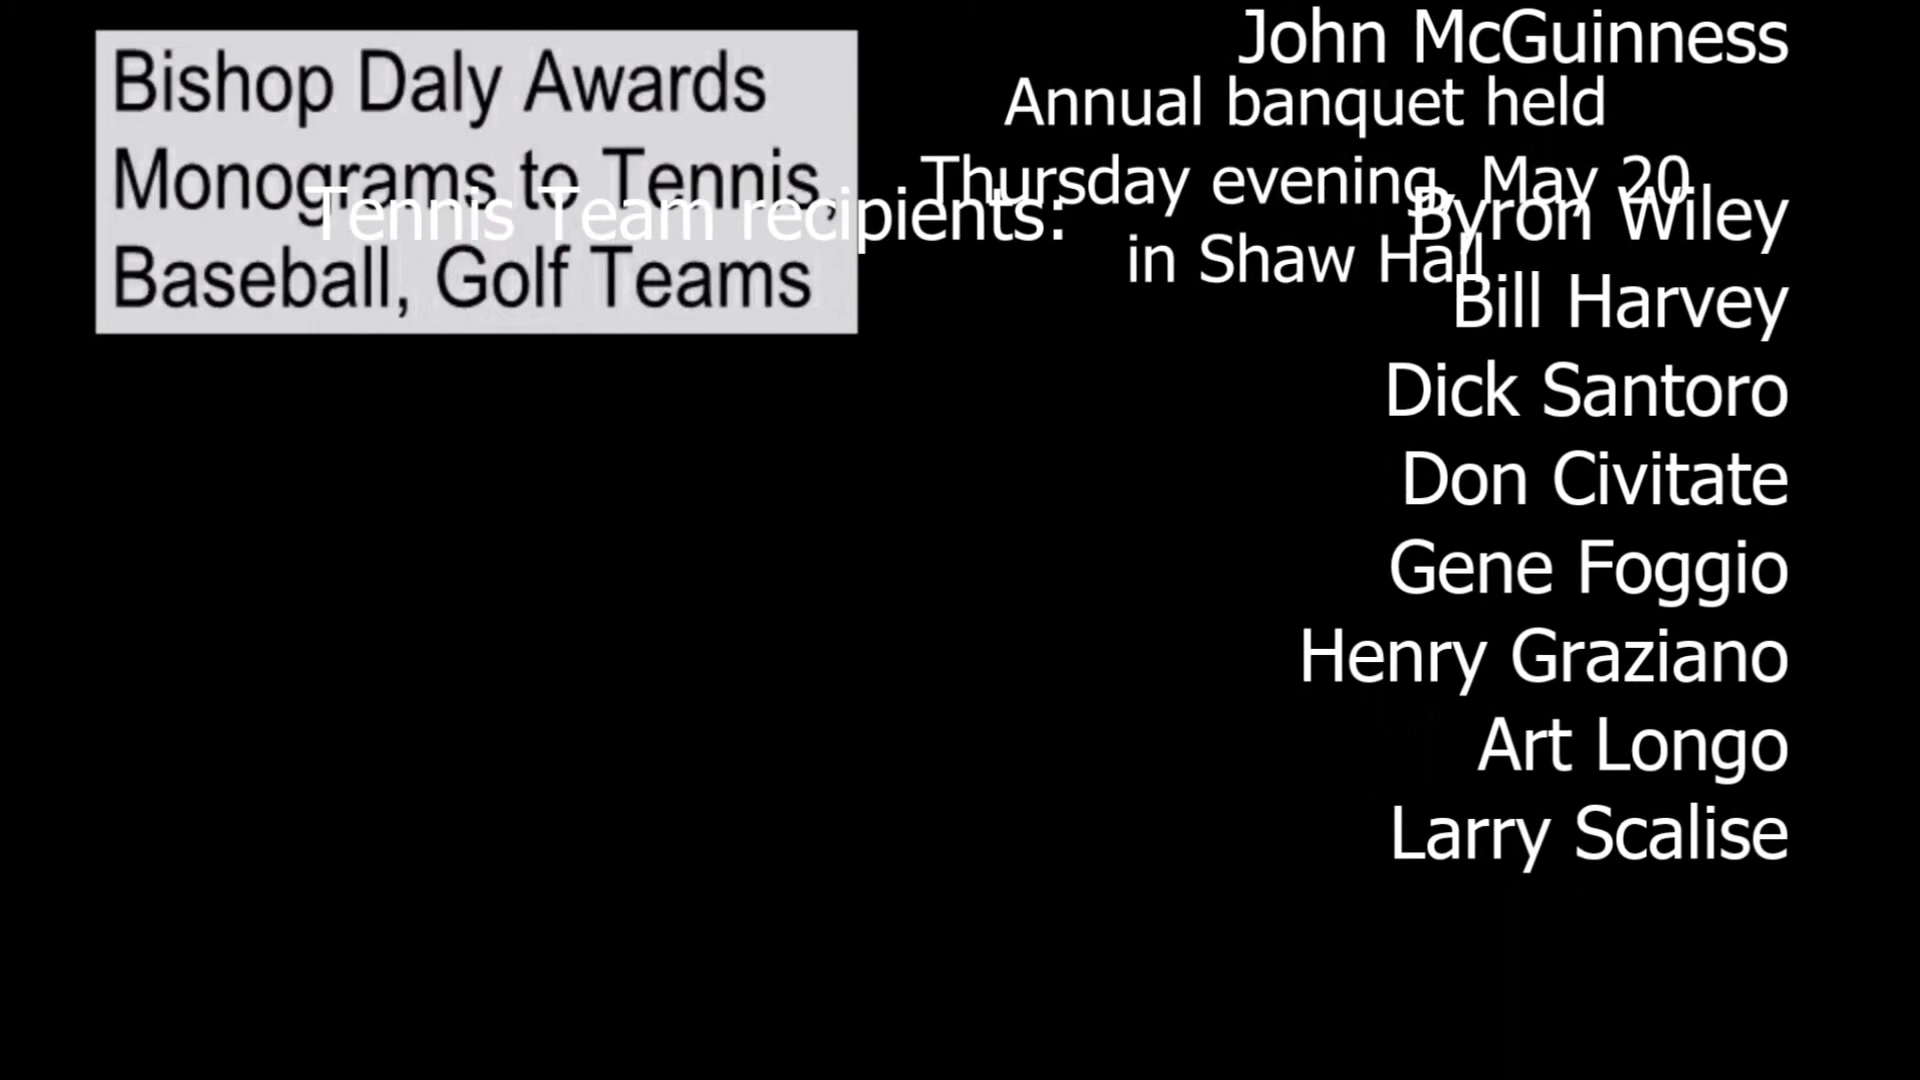 Bishop Daly Awards
Monograms to Tennis,
Baseball, Golf Teams
John McGuinness
Annual banquet held
Thursday evening, May 20
in Shaw Hall
Tennis Team recipients:
Byron Wiley
Bill Harvey
Dick Santoro
Don Civitate
Gene Foggio
Henry Graziano
Art Longo
Larry Scalise